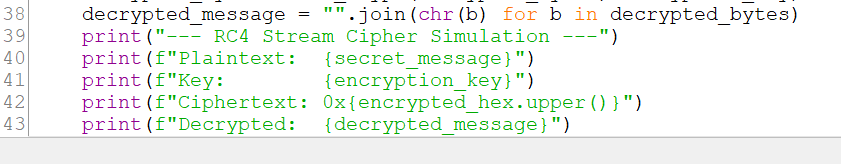 38 decrypted_message = "".join(chr(b) for b in decrypted_bytes)
39 print("--- RC4 Stream Cipher Simulation ---")
40 print(f"Plaintext:  {secret_message}")
41 print(f"Key:        {encryption_key}")
42 print(f"Ciphertext: 0x{encrypted_hex.upper()}")
43 print(f"Decrypted:  {decrypted_message}")